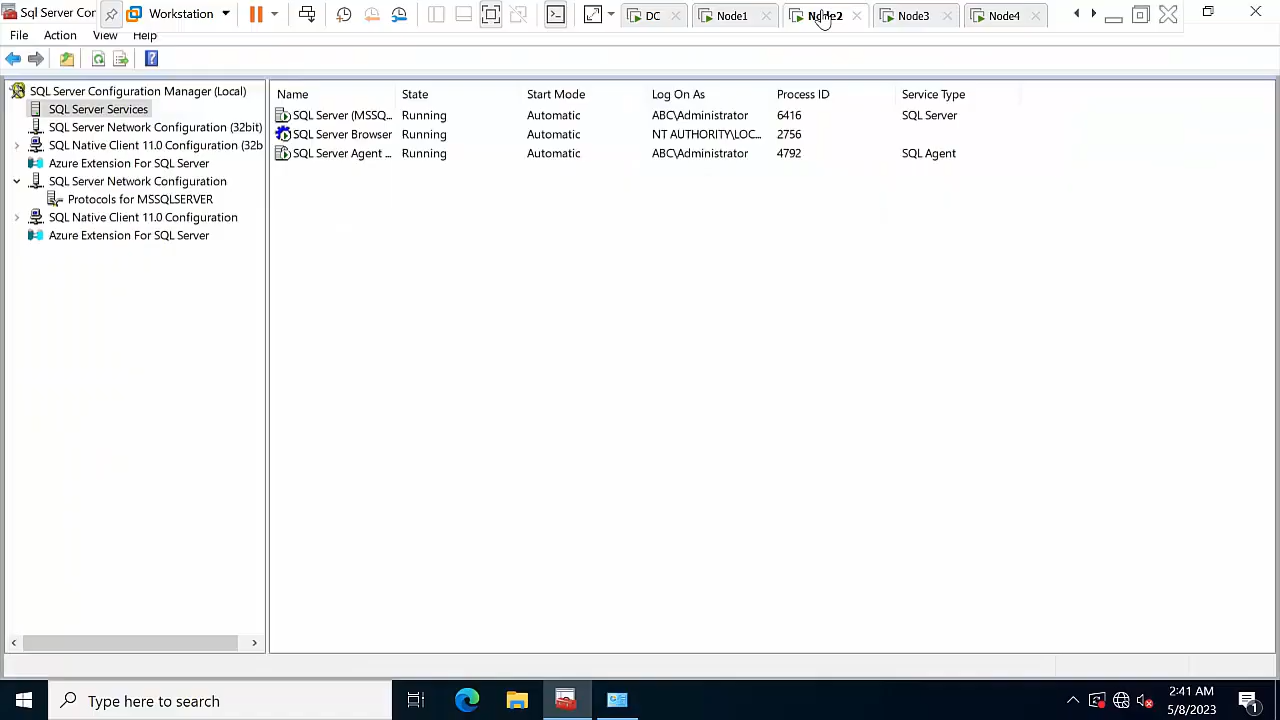 Sql Server Cor
Workstation
DC
Node1
Node2
Node3
Node4
File
Action
View
Help
SQL Server Configuration Manager (Local)
SQL Server Services
SQL Server Network Configuration (32bit)
SQL Native Client 11.0 Configuration (32b
Azure Extension For SQL Server
SQL Server Network Configuration
Protocols for MSSQLSERVER
SQL Native Client 11.0 Configuration
Azure Extension For SQL Server
Name State Start Mode Log On As Process ID Service Type
SQL Server (MSSQ... Running Automatic ABC\Administrator 6416 SQL Server
SQL Server Browser Running Automatic NT AUTHORITY\LOC... 2756
SQL Server Agent ... Running Automatic ABC\Administrator 4792 SQL Agent
Type here to search
2:41 AM
5/8/2023
1